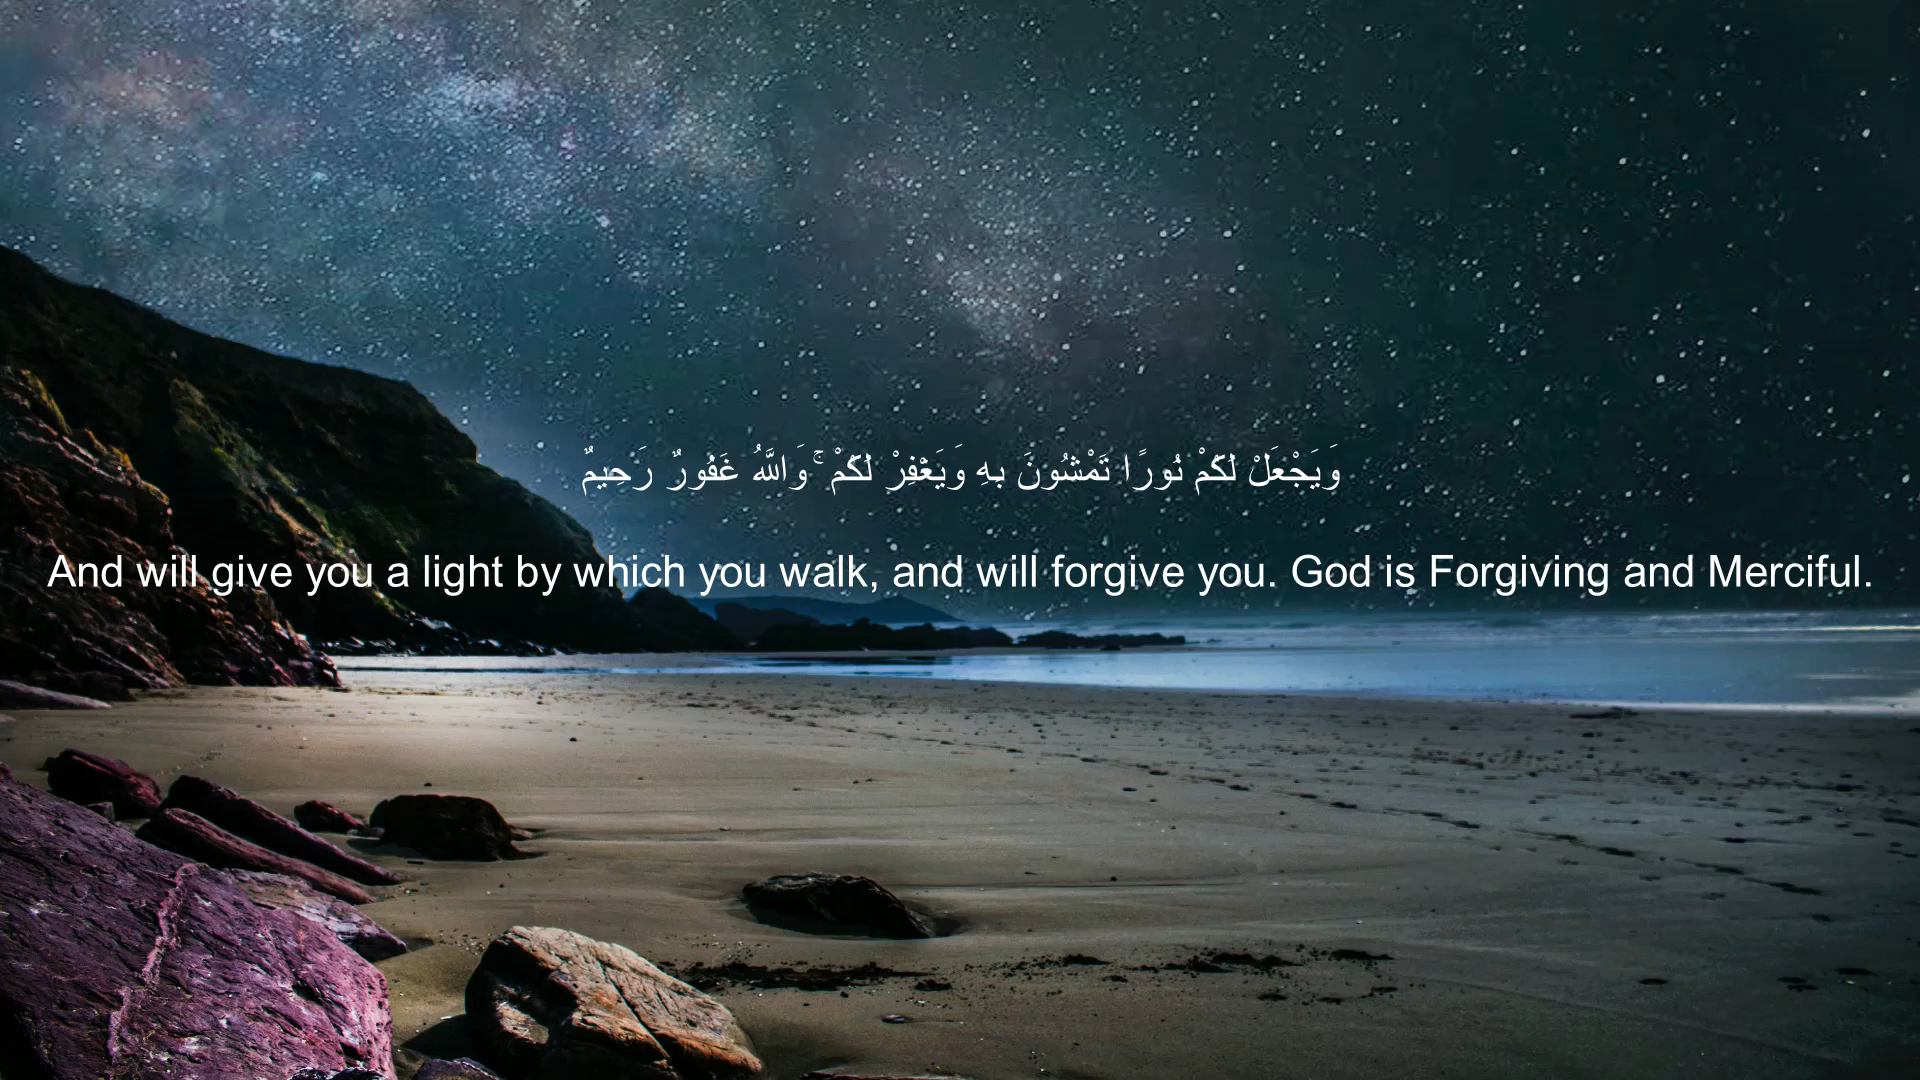 وَيَجْعَلْ لَكُمْ نُورًا تَمْشُونَ بِهِ وَيَغْفِرْ لَكُمْ ۚ وَاللَّهُ غَفُورٌ رَحِيمٌ
And will give you a light by which you walk, and will forgive you. God is Forgiving and Merciful.